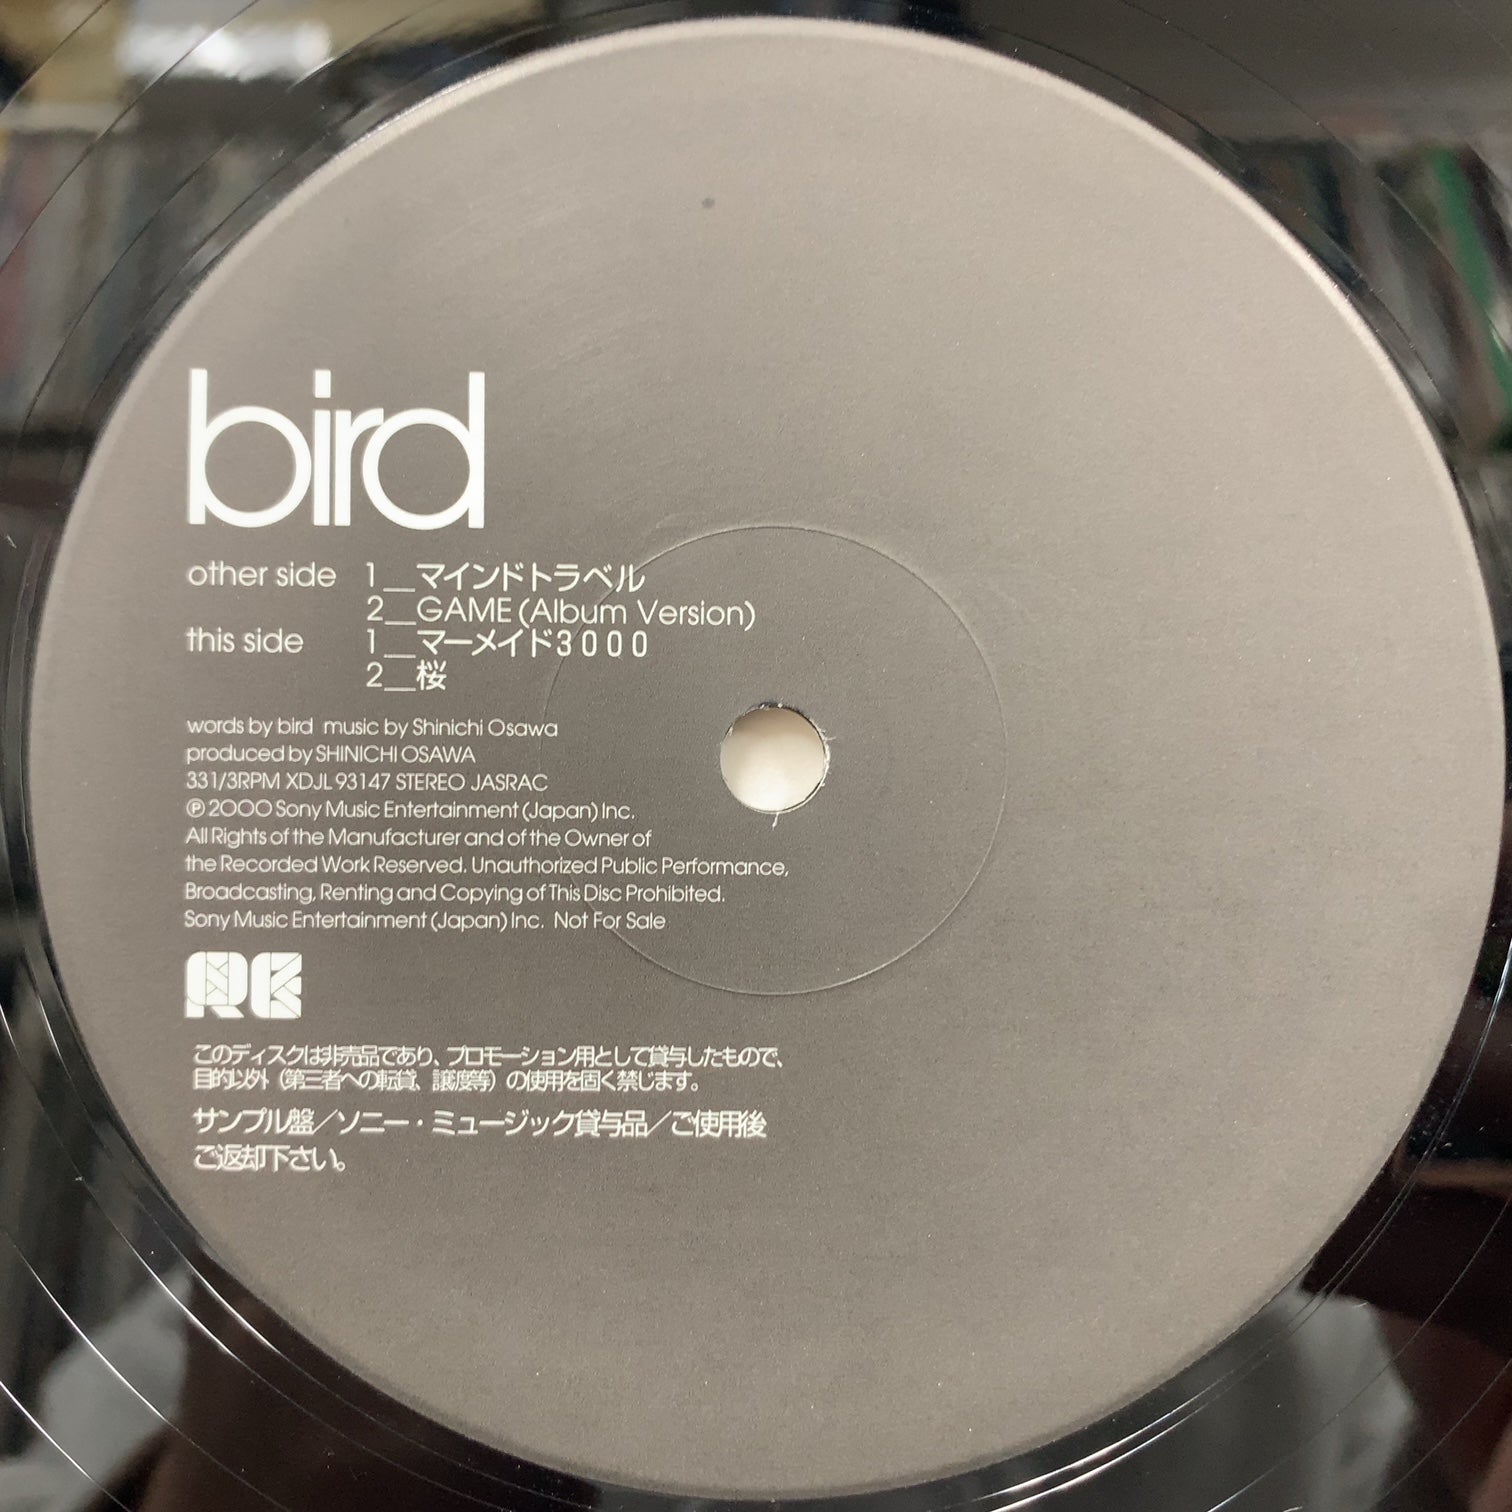 bird
other side 1__マインドトラベル
2__GAME (Album Version)
this side 1__マーメイド3000
2__桜
words by bird music by Shinichi Osawa
produced by SHINICHI OSAWA
331/3RPM XDJL 93147 STEREO JASRAC
℗ 2000 Sony Music Entertainment (Japan) Inc.
All Rights of the Manufacturer and of the Owner of
the Recorded Work Reserved. Unauthorized Public Performance,
Broadcasting, Renting and Copying of This Disc Prohibited.
Sony Music Entertainment (Japan) Inc. Not For Sale
RE
このディスクは非売品であり、プロモーション用として貸与したもので、
目的以外（第三者への転貸、譲度等）の使用を固く禁じます。
サンプル盤／ソニー・ミュージック貸与品／ご使用後
ご返却下さい。